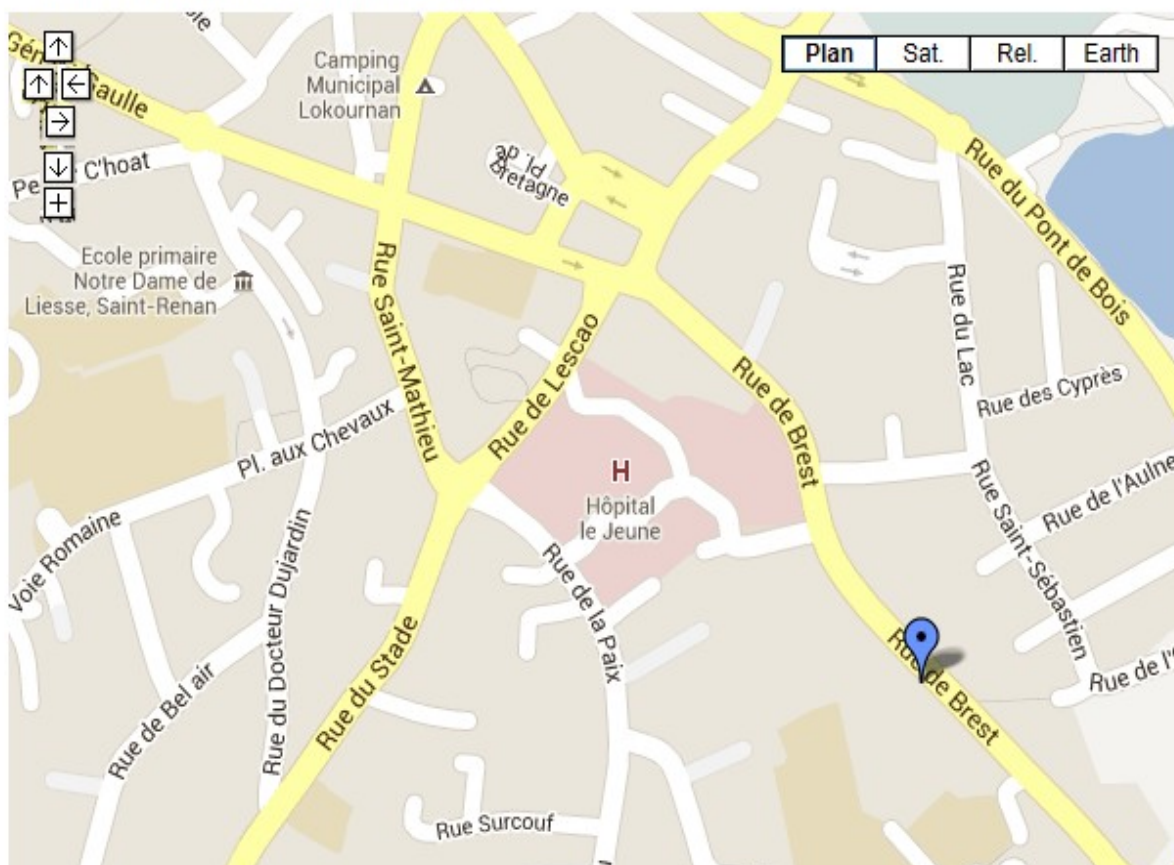 Plan
Sat.
Rel.
Earth
Gaulle
Camping
Municipal
Lokournan
C'hoat
Pl. de
Bretagne
Ecole primaire
Notre Dame de
Liesse, Saint-Renan
Rue du Pont de Bois
Rue Saint-Mathieu
Rue de Lescao
Rue de Brest
Rue du Lac
Rue des Cyprès
Pl. aux Chevaux
H
Hôpital
le Jeune
Rue de l'Aulne
Voie Romaine
Rue du Docteur Dujardin
Rue de la Paix
Rue Saint-Sébastien
Rue du Stade
Rue de Bel air
Rue de Brest
Rue de l'
Rue Surcouf